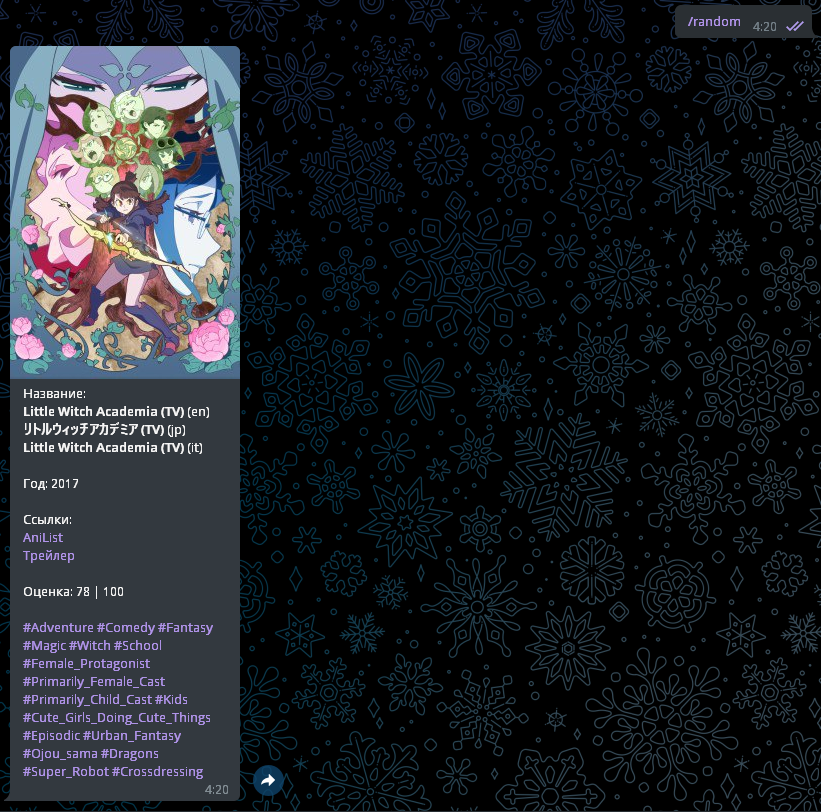 /random
4:20
Название:
Little Witch Academia (TV) (en)
リトルウィッチアカデミア (TV) (jp)
Little Witch Academia (TV) (it)
Год: 2017
Ссылки:
AniList
Трейлер
Оценка: 78 | 100
#Adventure #Comedy #Fantasy
#Magic #Witch #School
#Female_Protagonist
#Primarily_Female_Cast
#Primarily_Child_Cast #Kids
#Cute_Girls_Doing_Cute_Things
#Episodic #Urban_Fantasy
#Ojou_sama #Dragons
#Super_Robot #Crossdressing
4:20